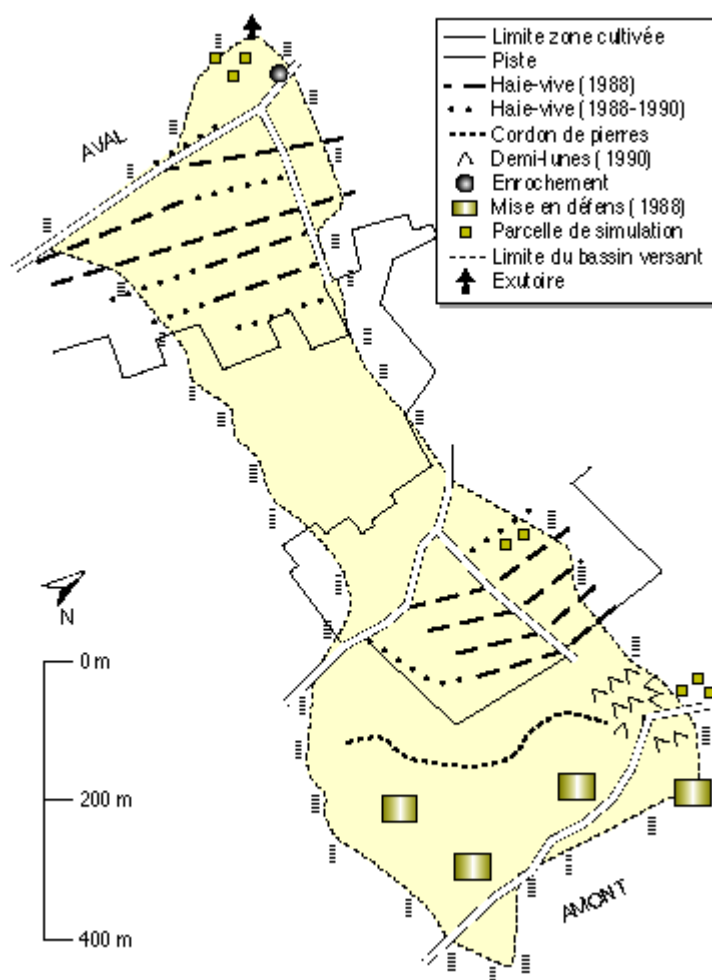 Limite zone cultivée
Piste
Haie-vive (1988)
Haie-vive (1988-1990)
Cordon de pierres
Demi-lunes (1990)
Enrochement
Mise en défens (1988)
Parcelle de simulation
Limite du bassin versant
Exutoire
AVAL
N
0 m
200 m
400 m
AMONT